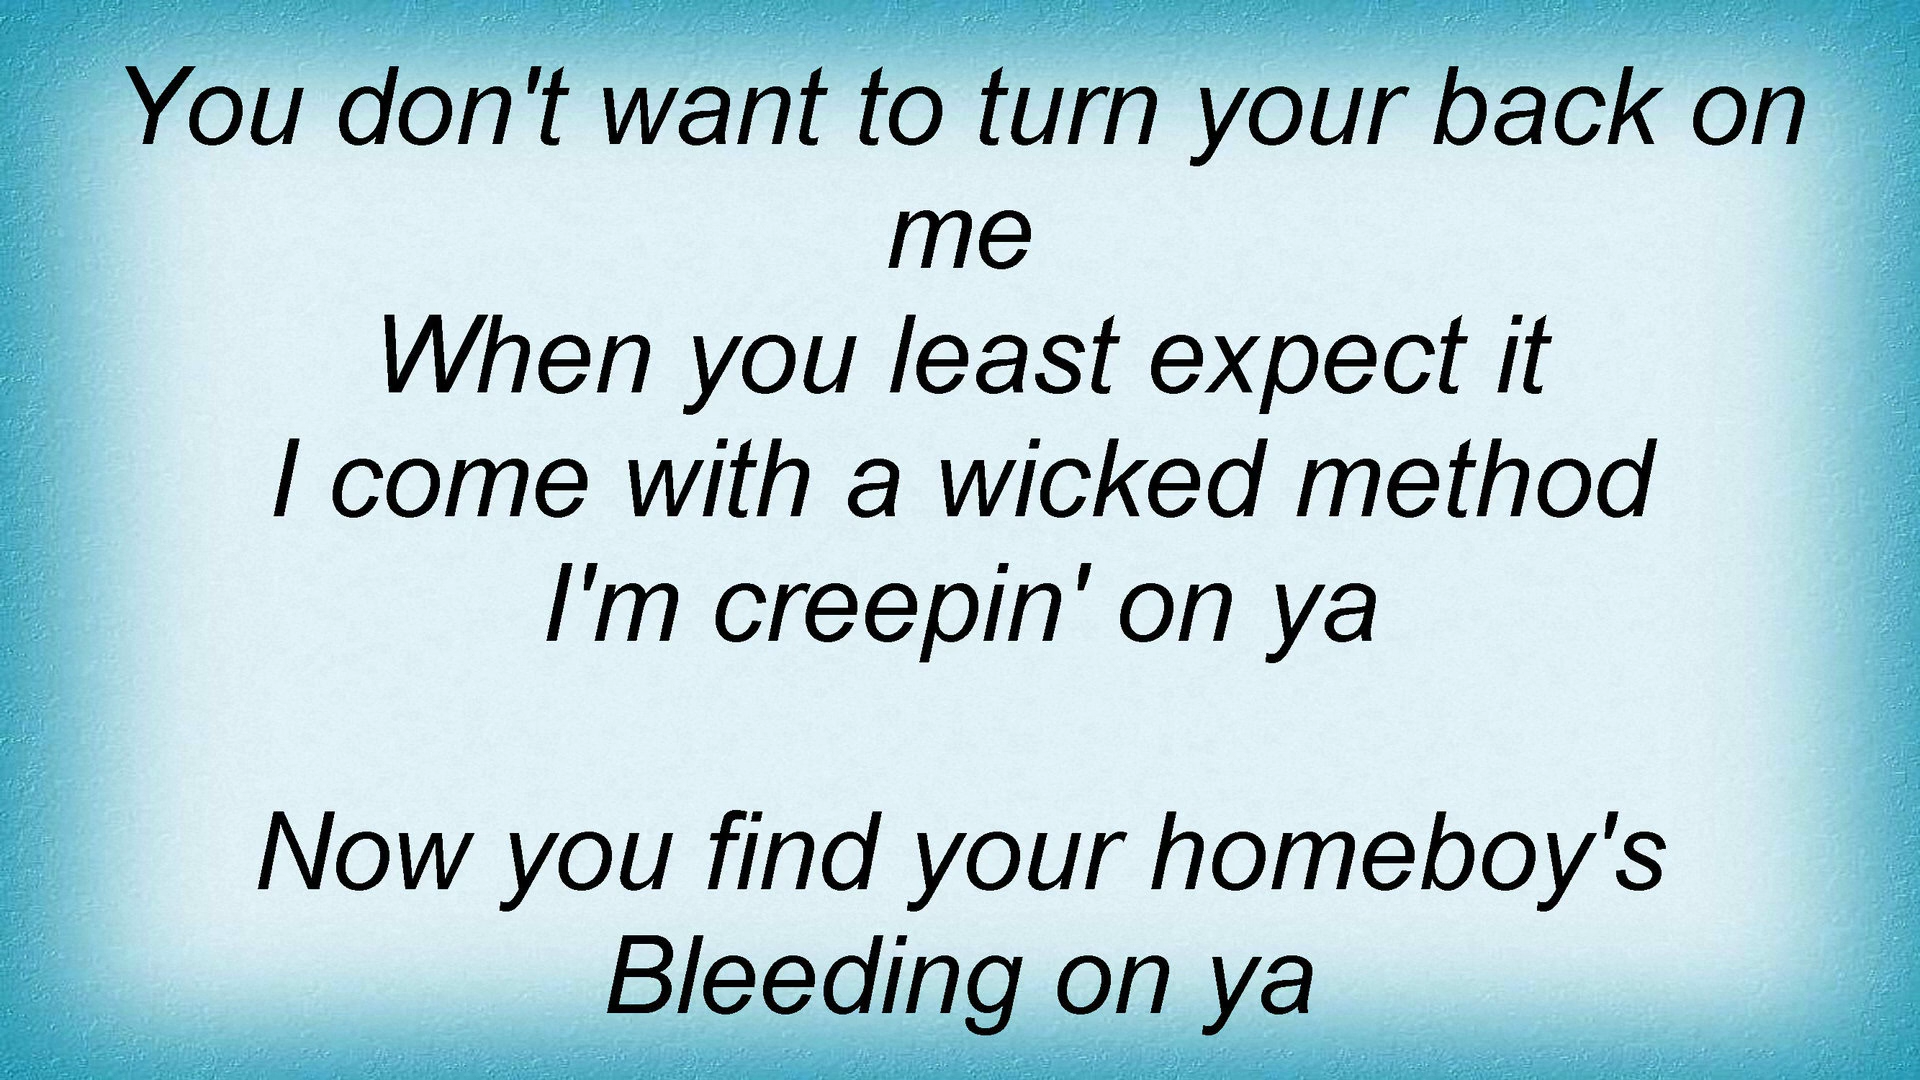 You don't want to turn your back on
me
When you least expect it
I come with a wicked method
I'm creepin' on ya
Now you find your homeboy's
Bleeding on ya